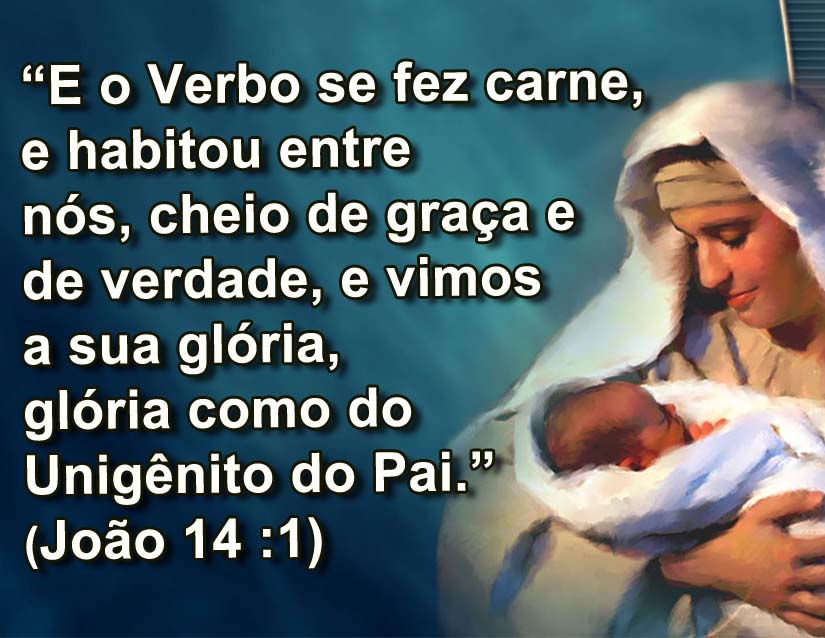 “E o Verbo se fez carne,
e habitou entre
nós, cheio de graça e
de verdade, e vimos
a sua glória,
glória como do
Unigênito do Pai.”
(João 14 :1)